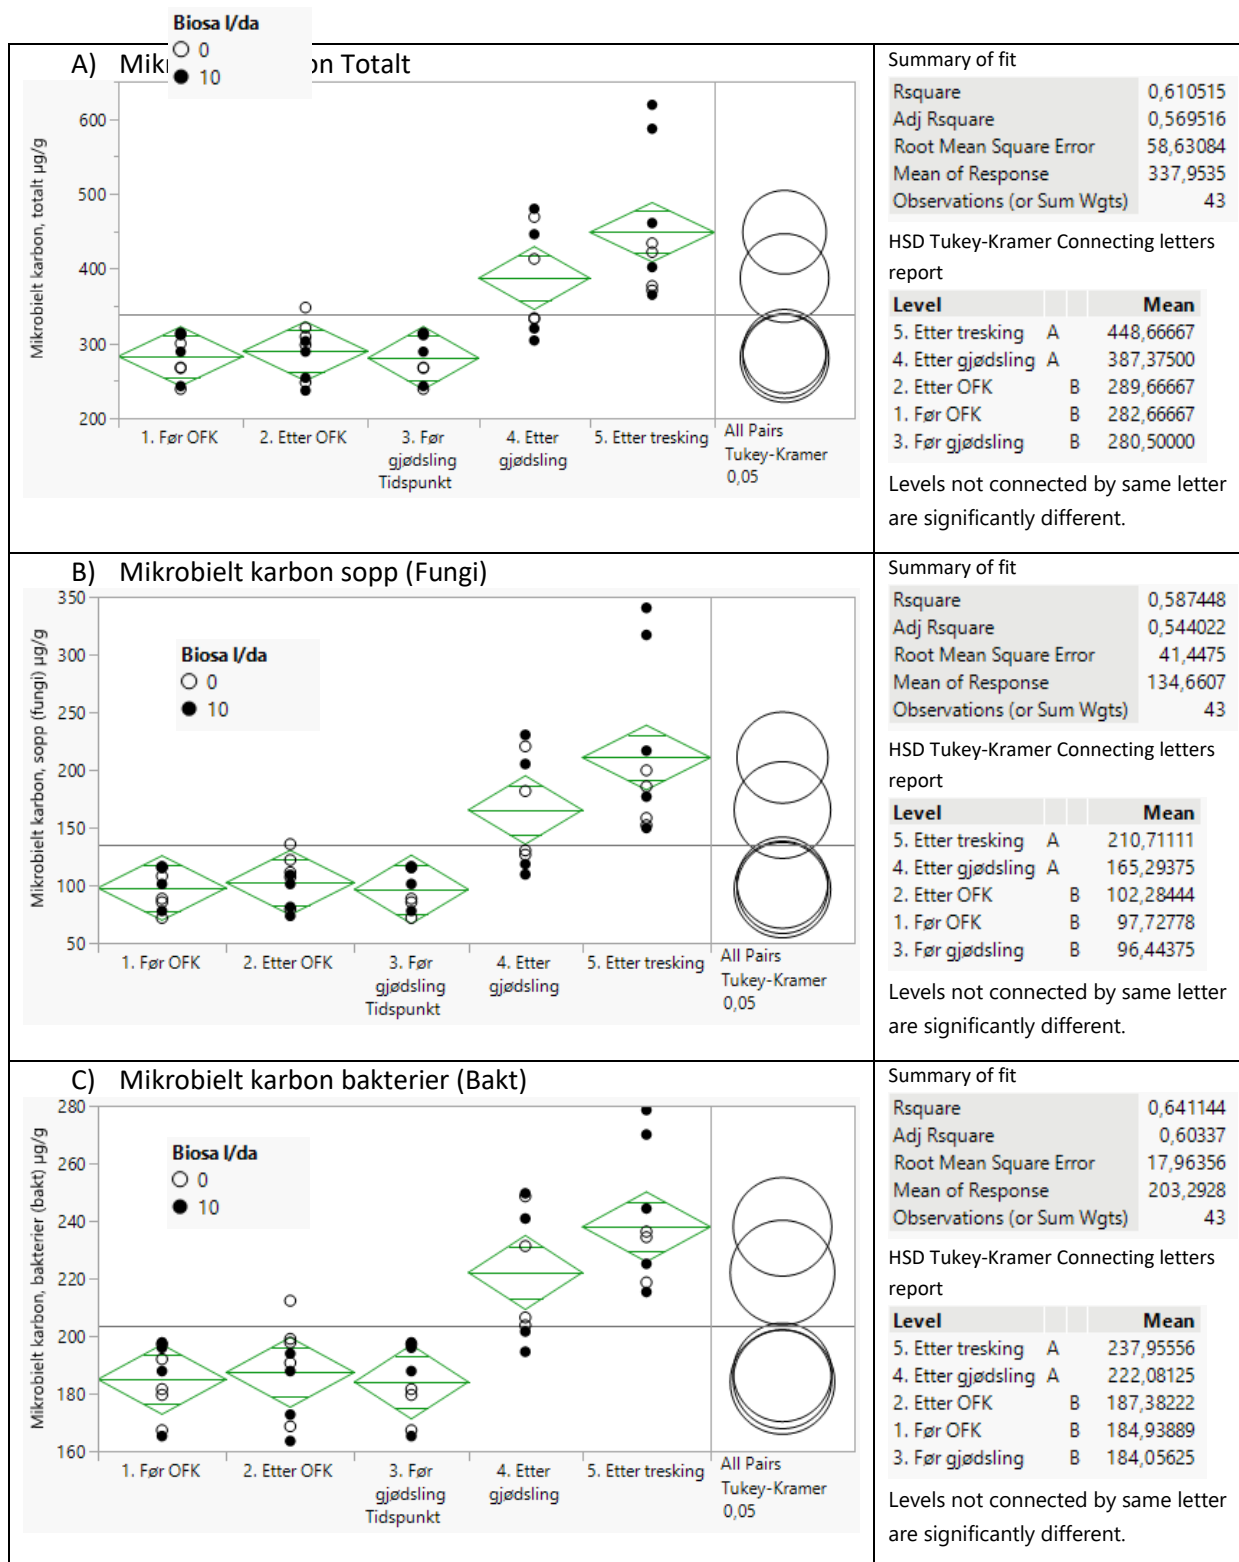 Biosa l/da
0
10
A) Mik on Totalt
Mikrobielt karbon, totalt µg/g
600
500
400
300
200
1. Før OFK
2. Etter OFK
3. Før
gjødsling
4. Etter
gjødsling
5. Etter tresking
Tidspunkt
All Pairs
Tukey-Kramer
0,05
Summary of fit
Rsquare 0,610515
Adj Rsquare 0,569516
Root Mean Square Error 58,63084
Mean of Response 337,9535
Observations (or Sum Wgts) 43
HSD Tukey-Kramer Connecting letters
report
Level Mean
5. Etter tresking A 448,66667
4. Etter gjødsling A 387,37500
2. Etter OFK B 289,66667
1. Før OFK B 282,66667
3. Før gjødsling B 280,50000
Levels not connected by same letter
are significantly different.
B) Mikrobielt karbon sopp (Fungi)
Mikrobielt karbon, sopp (fungi) µg/g
350
300
250
200
150
100
50
Biosa l/da
0
10
1. Før OFK
2. Etter OFK
3. Før
gjødsling
4. Etter
gjødsling
5. Etter tresking
Tidspunkt
All Pairs
Tukey-Kramer
0,05
Summary of fit
Rsquare 0,587448
Adj Rsquare 0,544022
Root Mean Square Error 41,4475
Mean of Response 134,6607
Observations (or Sum Wgts) 43
HSD Tukey-Kramer Connecting letters
report
Level Mean
5. Etter tresking A 210,71111
4. Etter gjødsling A 165,29375
2. Etter OFK B 102,28444
1. Før OFK B 97,72778
3. Før gjødsling B 96,44375
Levels not connected by same letter
are significantly different.
C) Mikrobielt karbon bakterier (Bakt)
Mikrobielt karbon, bakterier (bakt) µg/g
280
260
240
220
200
180
160
Biosa l/da
0
10
1. Før OFK
2. Etter OFK
3. Før
gjødsling
4. Etter
gjødsling
5. Etter tresking
Tidspunkt
All Pairs
Tukey-Kramer
0,05
Summary of fit
Rsquare 0,641144
Adj Rsquare 0,60337
Root Mean Square Error 17,96356
Mean of Response 203,2928
Observations (or Sum Wgts) 43
HSD Tukey-Kramer Connecting letters
report
Level Mean
5. Etter tresking A 237,95556
4. Etter gjødsling A 222,08125
2. Etter OFK B 187,38222
1. Før OFK B 184,93889
3. Før gjødsling B 184,05625
Levels not connected by same letter
are significantly different.